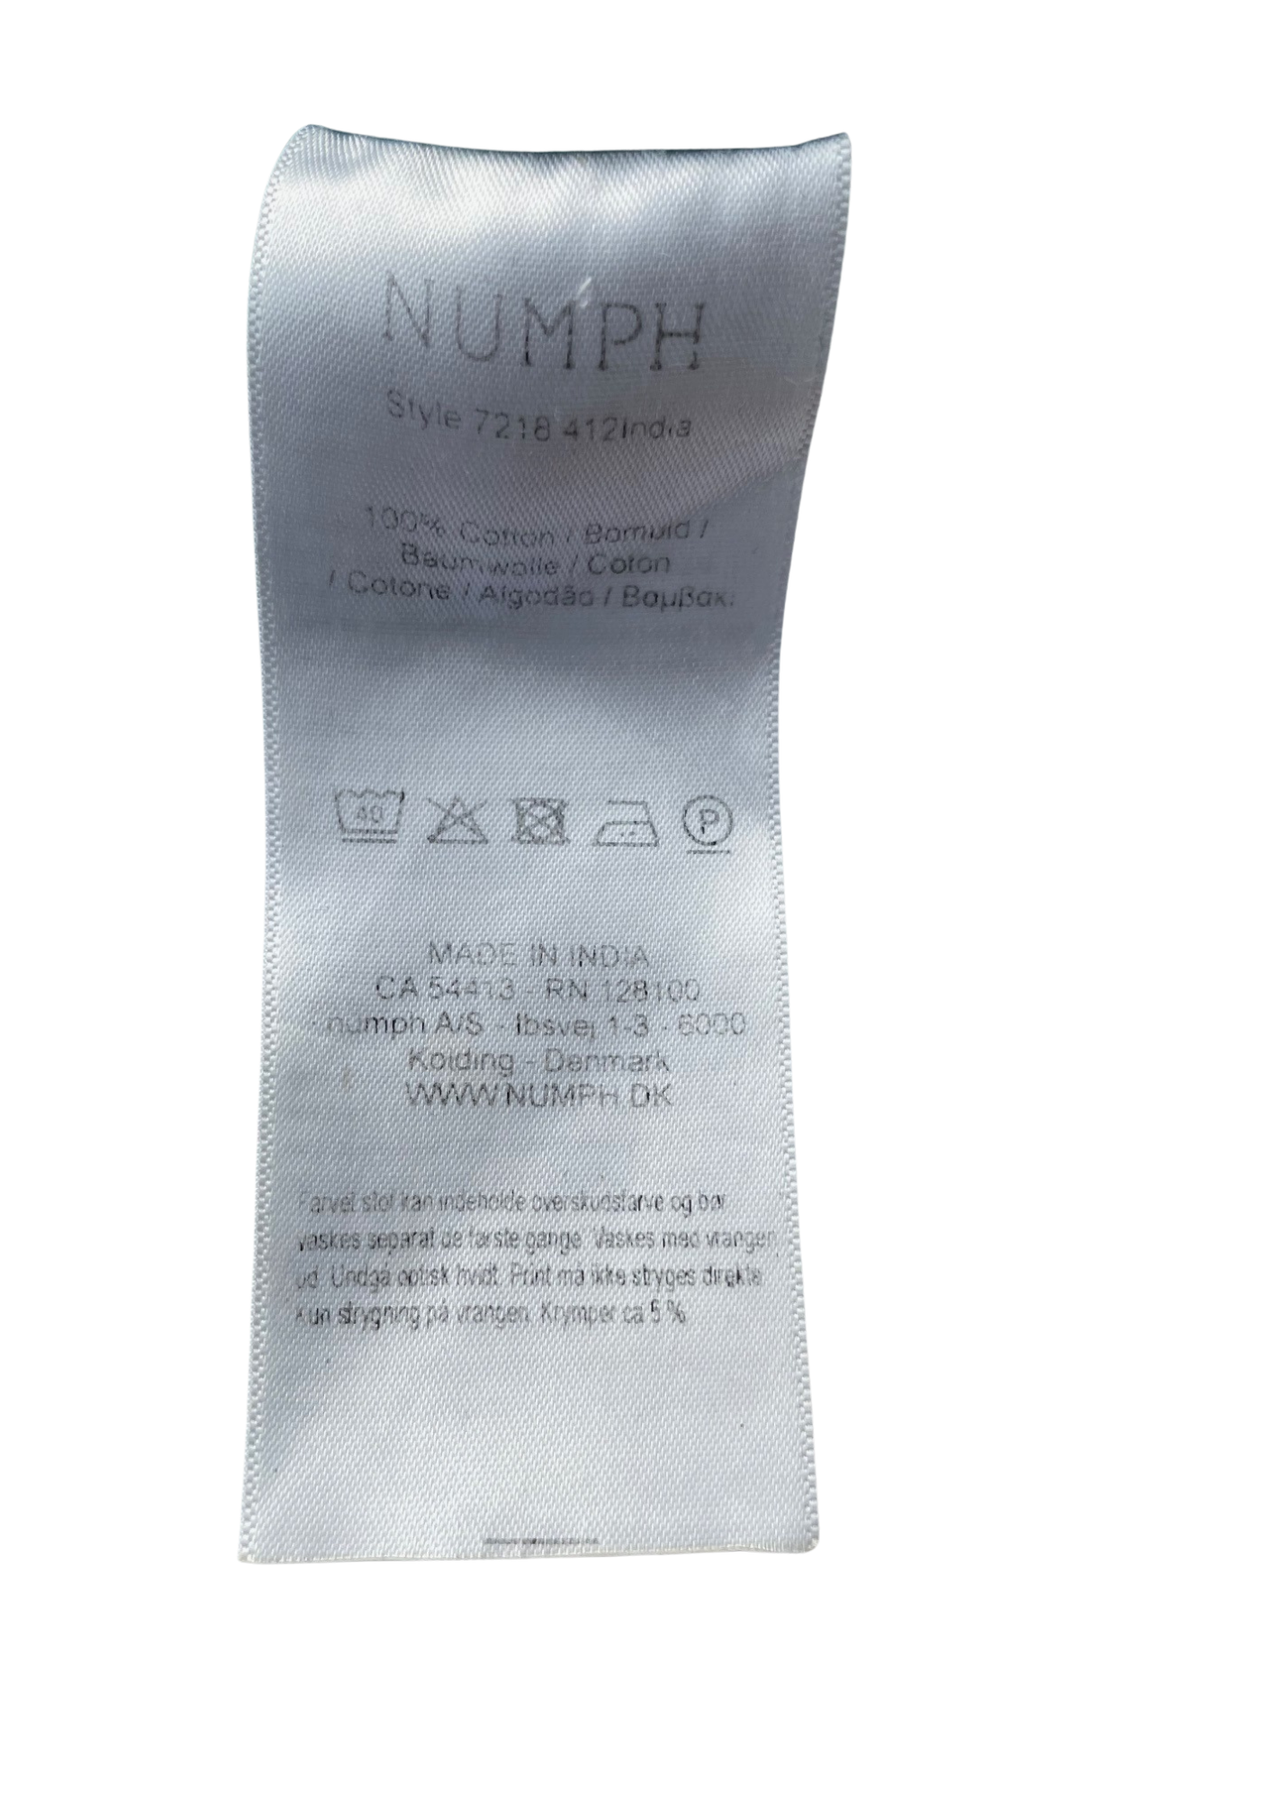 NUMPH
Style 7218 412India
100% Cotton / Bomuld /
Baumwolle / Coton
/ Cotone / Algodão / Βαμβακι
40
P
MADE IN INDIA
CA 54413 - RN 128100
numph A/S - Ibsvej 1-3 - 6000
Kolding - Denmark
WWW.NUMPH.DK
Farvet stof kan indeholde overskudsfarve og bør
vaskes separat de første gange. Vaskes med vrangen
ud. Undgå optisk hvidt. Print må ikke stryges direkte.
Kun strygning på vrangen. Krymper ca 5 %